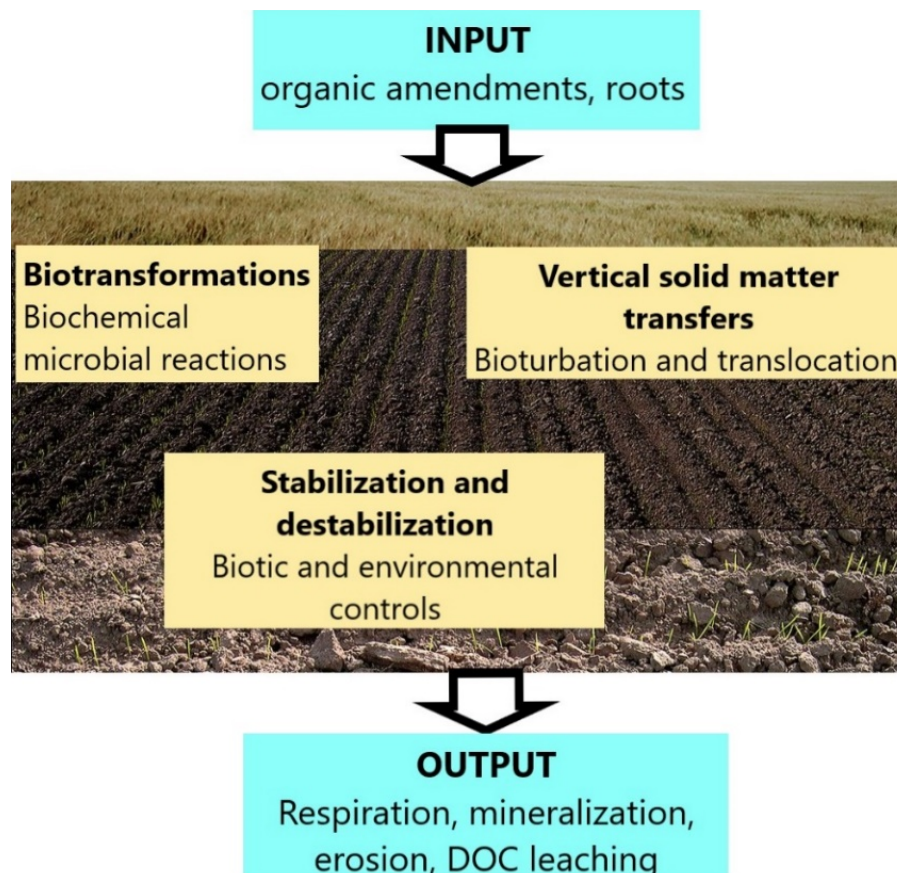 INPUT
organic amendments, roots
Biotransformations
Biochemical
microbial reactions
Vertical solid matter
transfers
Bioturbation and translocation
Stabilization and
destabilization
Biotic and environmental
controls
OUTPUT
Respiration, mineralization,
erosion, DOC leaching